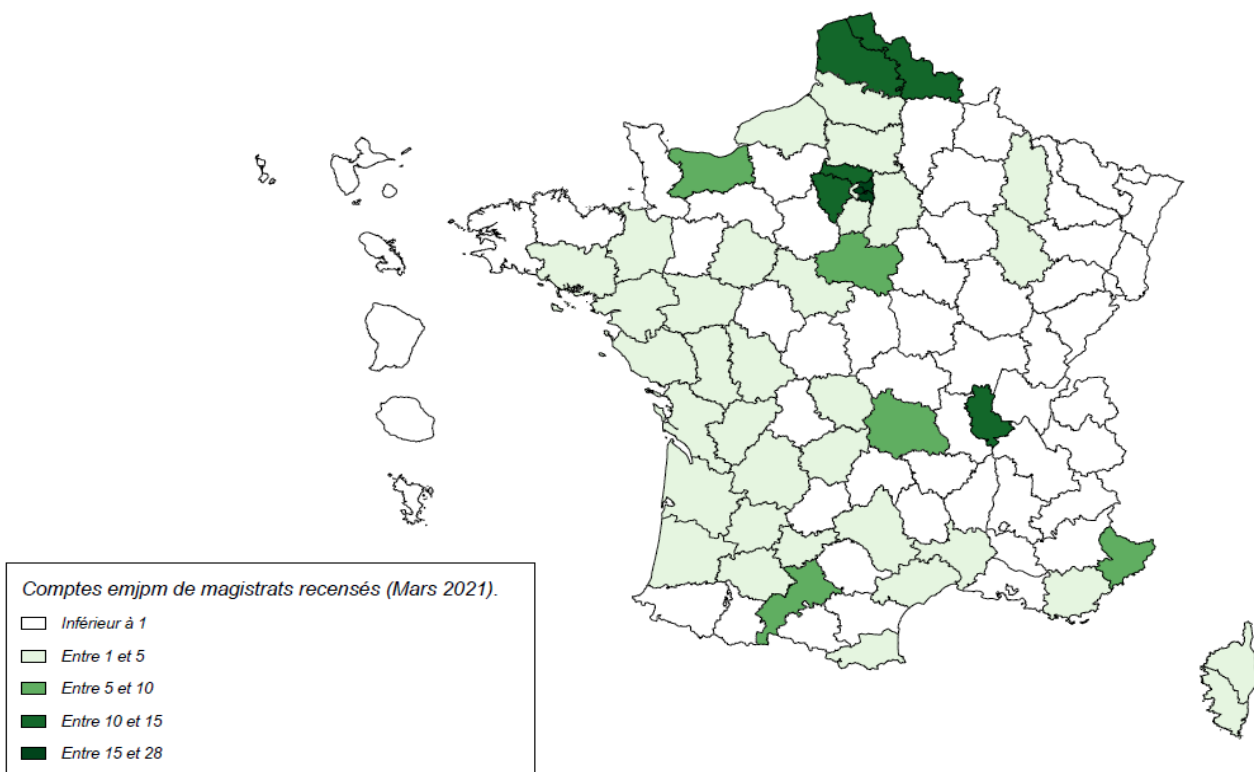 Comptes emjpm de magistrats recensés (Mars 2021).
Inférieur à 1
Entre 1 et 5
Entre 5 et 10
Entre 10 et 15
Entre 15 et 28